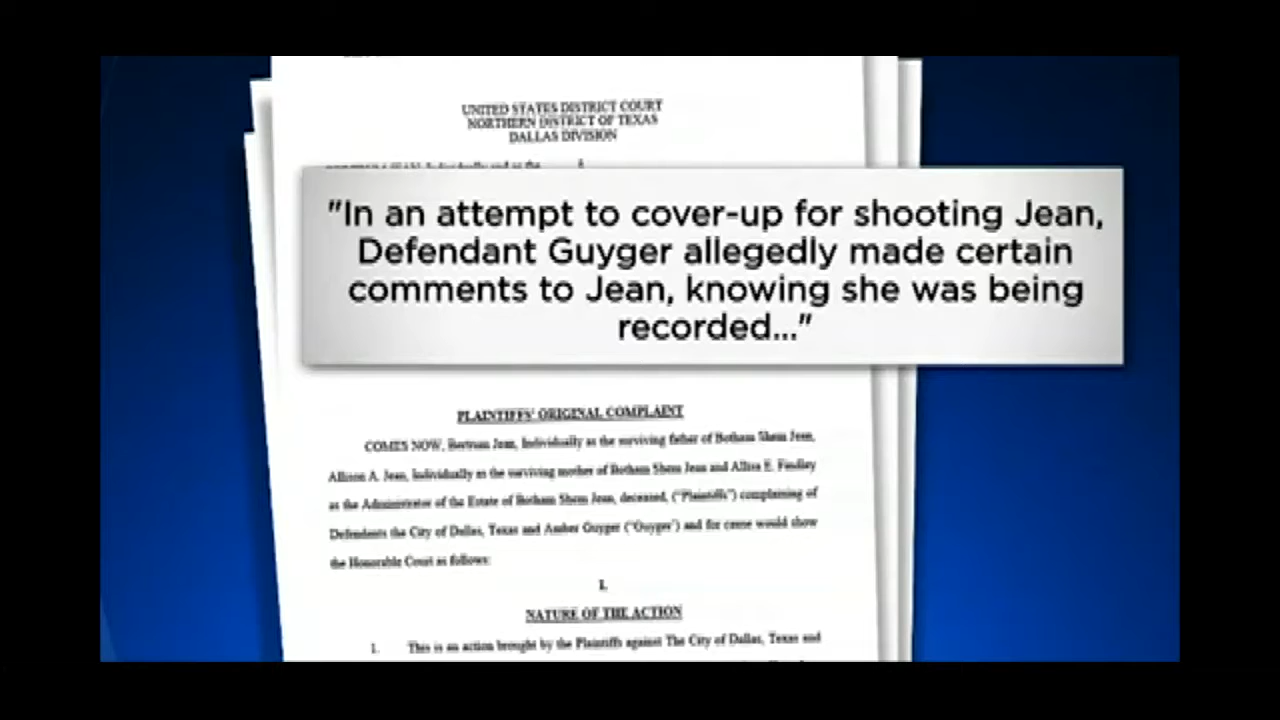 UNITED STATES DISTRICT COURT
NORTHERN DISTRICT OF TEXAS
DALLAS DIVISION
"In an attempt to cover-up for shooting Jean,
Defendant Guyger allegedly made certain
comments to Jean, knowing she was being
recorded..."
PLAINTIFFS' ORIGINAL COMPLAINT
COMES NOW, Bertrum Jean, Individually as the surviving father of Botham Shem Jean,
Allison A. Jean, Individually as the surviving mother of Botham Shem Jean and Allisa E. Findley
as the Administrator of the Estate of Botham Shem Jean, deceased, ("Plaintiffs") complaining of
Defendants the City of Dallas, Texas and Amber Guyger ("Guyger') and for cause would show
the Honorable Court as follows:
I.
NATURE OF THE ACTION
1. This is an action brought by the Plaintiffs against The City of Dallas, Texas and